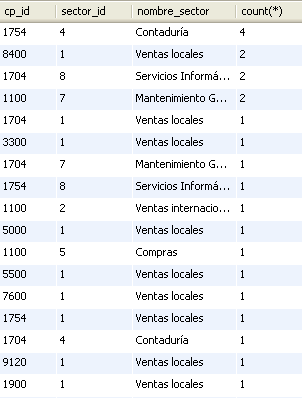 cp_id sector_id nombre_sector count(*)
1754 4 Contaduría 4
8400 1 Ventas locales 2
1704 8 Servicios Informá... 2
1100 7 Mantenimiento G... 2
1704 1 Ventas locales 1
3300 1 Ventas locales 1
1704 7 Mantenimiento G... 1
1754 8 Servicios Informá... 1
1100 2 Ventas internacio... 1
5000 1 Ventas locales 1
1100 5 Compras 1
5500 1 Ventas locales 1
7600 1 Ventas locales 1
1754 1 Ventas locales 1
1704 4 Contaduría 1
9120 1 Ventas locales 1
1900 1 Ventas locales 1